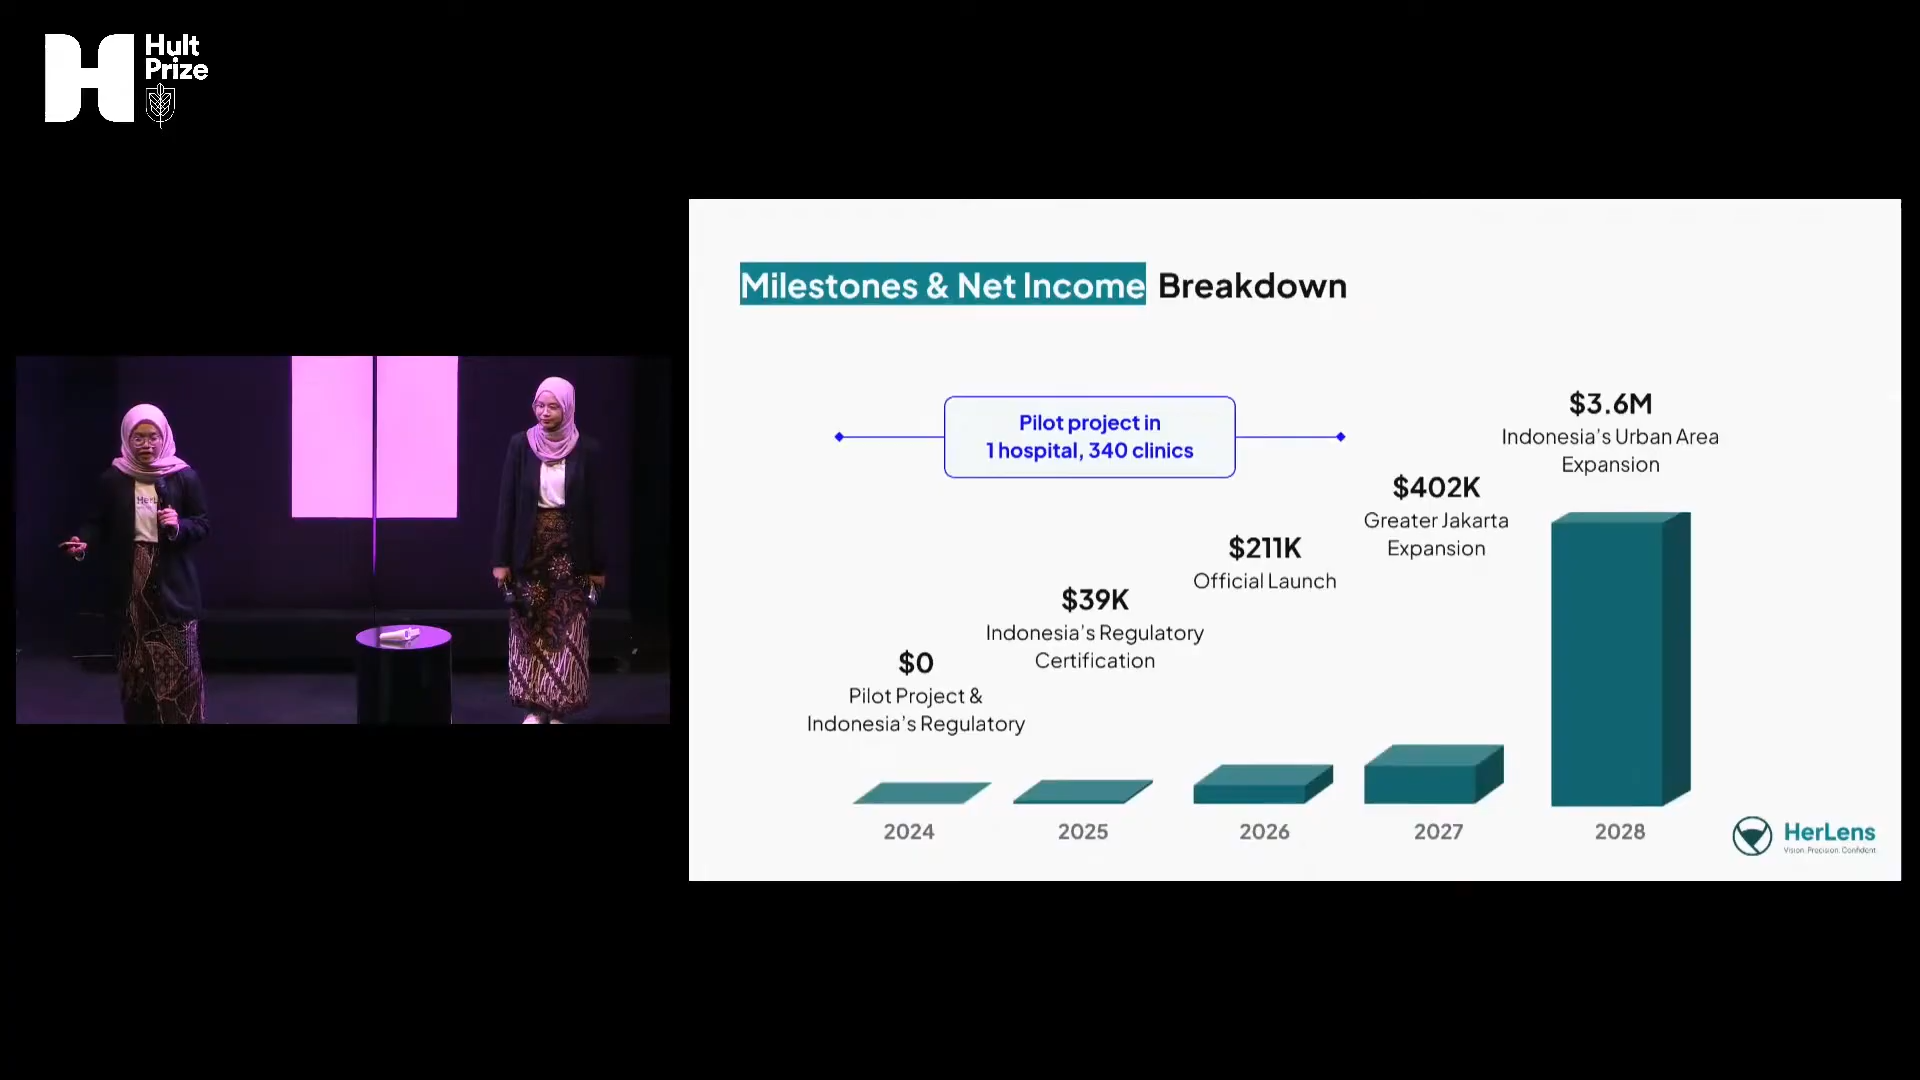 Hult
Prize
Milestones & Net Income Breakdown
Pilot project in
1 hospital, 340 clinics
$3.6M
Indonesia's Urban Area
Expansion
$402K
Greater Jakarta
Expansion
$211K
Official Launch
$39K
Indonesia's Regulatory
Certification
$0
Pilot Project &
Indonesia's Regulatory
2024
2025
2026
2027
2028
HerLens
Vision. Precision. Confident